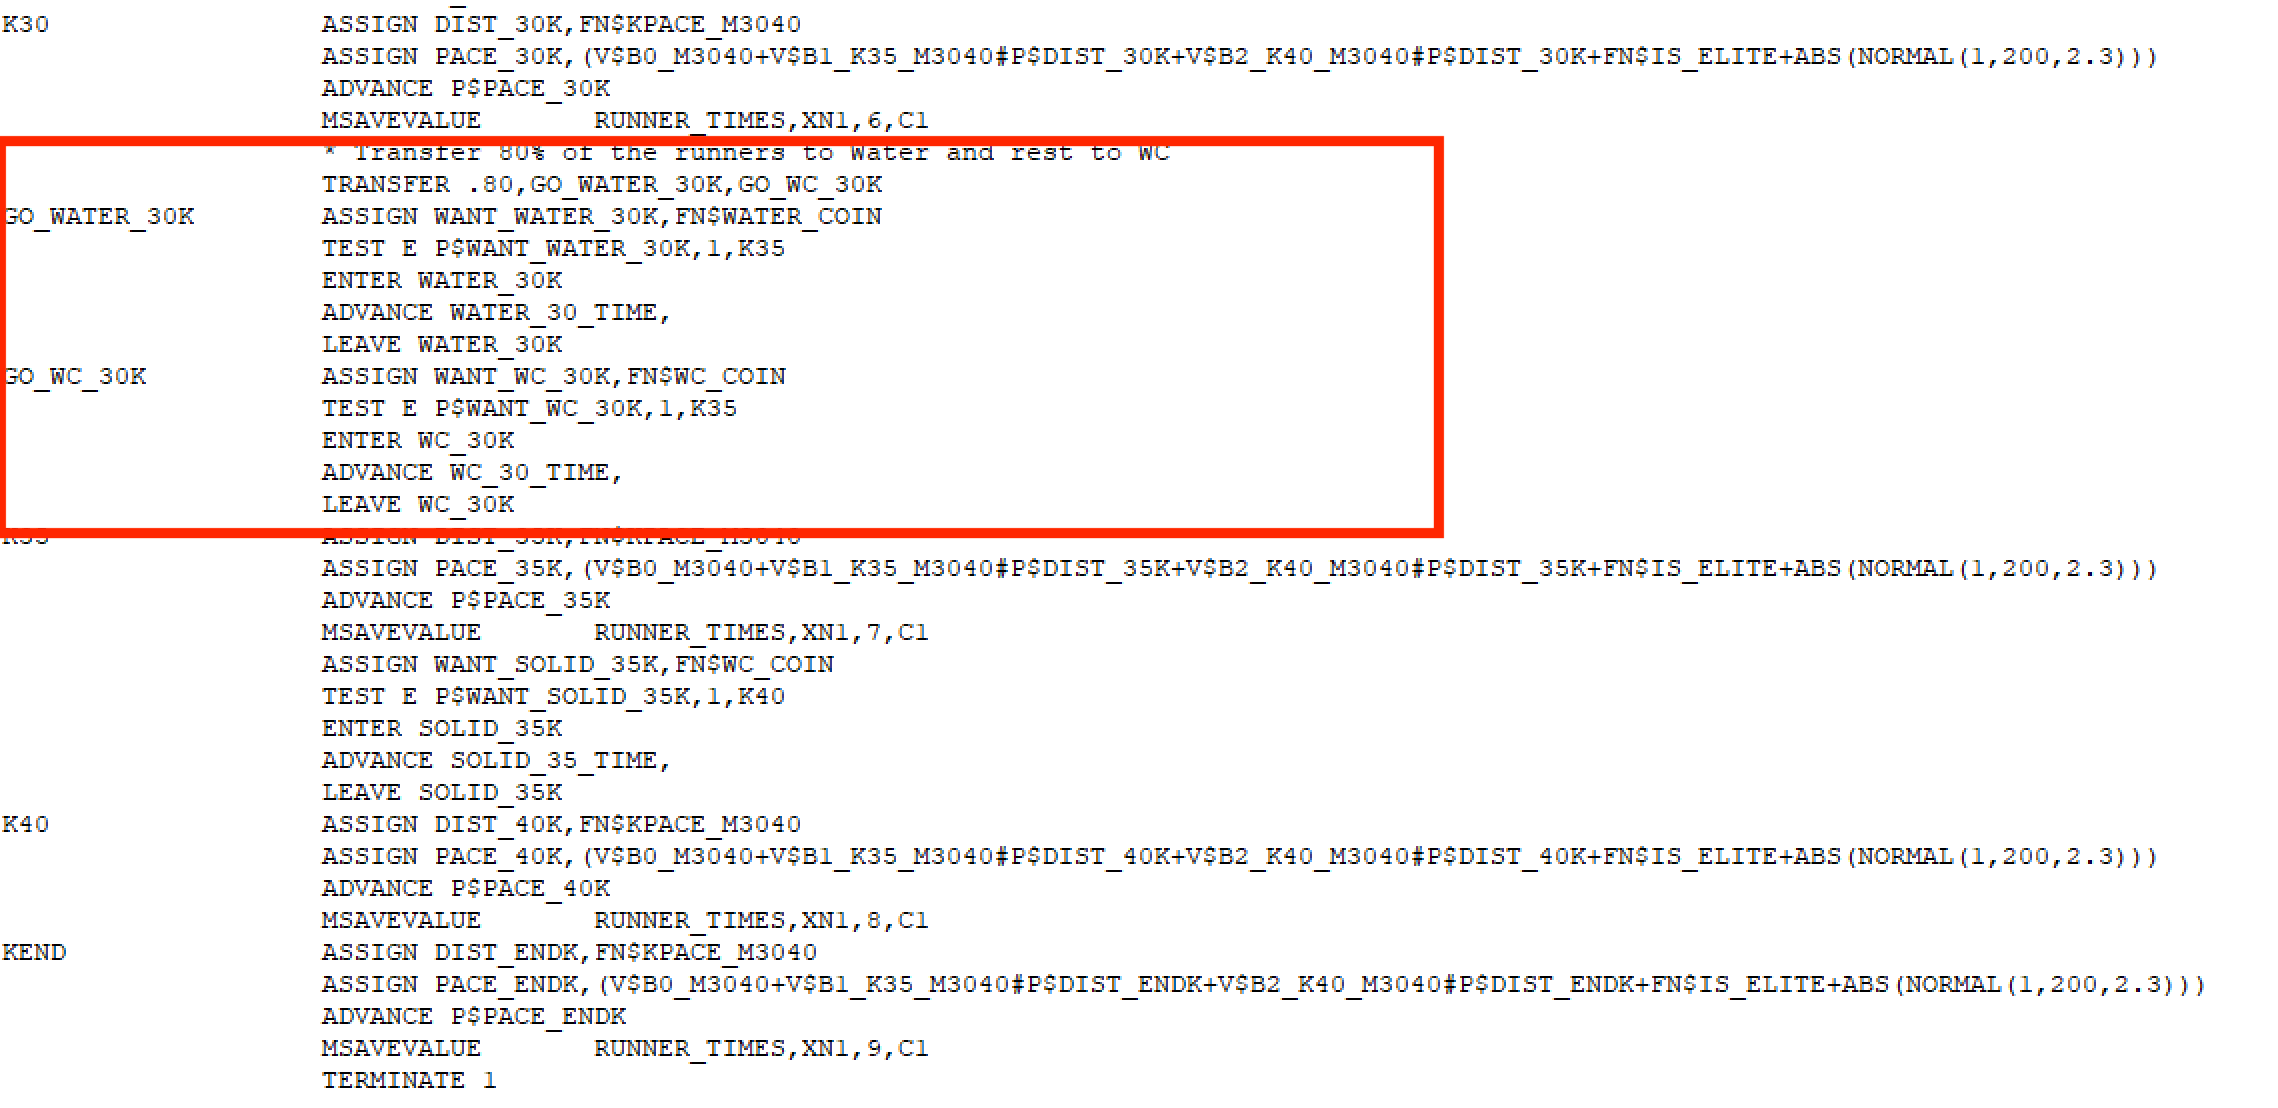 K30 ASSIGN DIST_30K,FN$KPACE_M3040
ASSIGN PACE_30K,(V$B0_M3040+V$B1_K35_M3040#P$DIST_30K+V$B2_K40_M3040#P$DIST_30K+FN$IS_ELITE+ABS(NORMAL(1,200,2.3)))
ADVANCE P$PACE_30K
MSAVEVALUE RUNNER_TIMES,XN1,6,C1
* Transfer 80% of the runners to Water and rest to WC
TRANSFER .80,GO_WATER_30K,GO_WC_30K
GO_WATER_30K ASSIGN WANT_WATER_30K,FN$WATER_COIN
TEST E P$WANT_WATER_30K,1,K35
ENTER WATER_30K
ADVANCE WATER_30_TIME,
LEAVE WATER_30K
GO_WC_30K ASSIGN WANT_WC_30K,FN$WC_COIN
TEST E P$WANT_WC_30K,1,K35
ENTER WC_30K
ADVANCE WC_30_TIME,
LEAVE WC_30K
K35 ASSIGN DIST_35K,FN$KPACE_M3040
ASSIGN PACE_35K,(V$B0_M3040+V$B1_K35_M3040#P$DIST_35K+V$B2_K40_M3040#P$DIST_35K+FN$IS_ELITE+ABS(NORMAL(1,200,2.3)))
ADVANCE P$PACE_35K
MSAVEVALUE RUNNER_TIMES,XN1,7,C1
ASSIGN WANT_SOLID_35K,FN$WC_COIN
TEST E P$WANT_SOLID_35K,1,K40
ENTER SOLID_35K
ADVANCE SOLID_35_TIME,
LEAVE SOLID_35K
K40 ASSIGN DIST_40K,FN$KPACE_M3040
ASSIGN PACE_40K,(V$B0_M3040+V$B1_K35_M3040#P$DIST_40K+V$B2_K40_M3040#P$DIST_40K+FN$IS_ELITE+ABS(NORMAL(1,200,2.3)))
ADVANCE P$PACE_40K
MSAVEVALUE RUNNER_TIMES,XN1,8,C1
KEND ASSIGN DIST_ENDK,FN$KPACE_M3040
ASSIGN PACE_ENDK,(V$B0_M3040+V$B1_K35_M3040#P$DIST_ENDK+V$B2_K40_M3040#P$DIST_ENDK+FN$IS_ELITE+ABS(NORMAL(1,200,2.3)))
ADVANCE P$PACE_ENDK
MSAVEVALUE RUNNER_TIMES,XN1,9,C1
TERMINATE 1